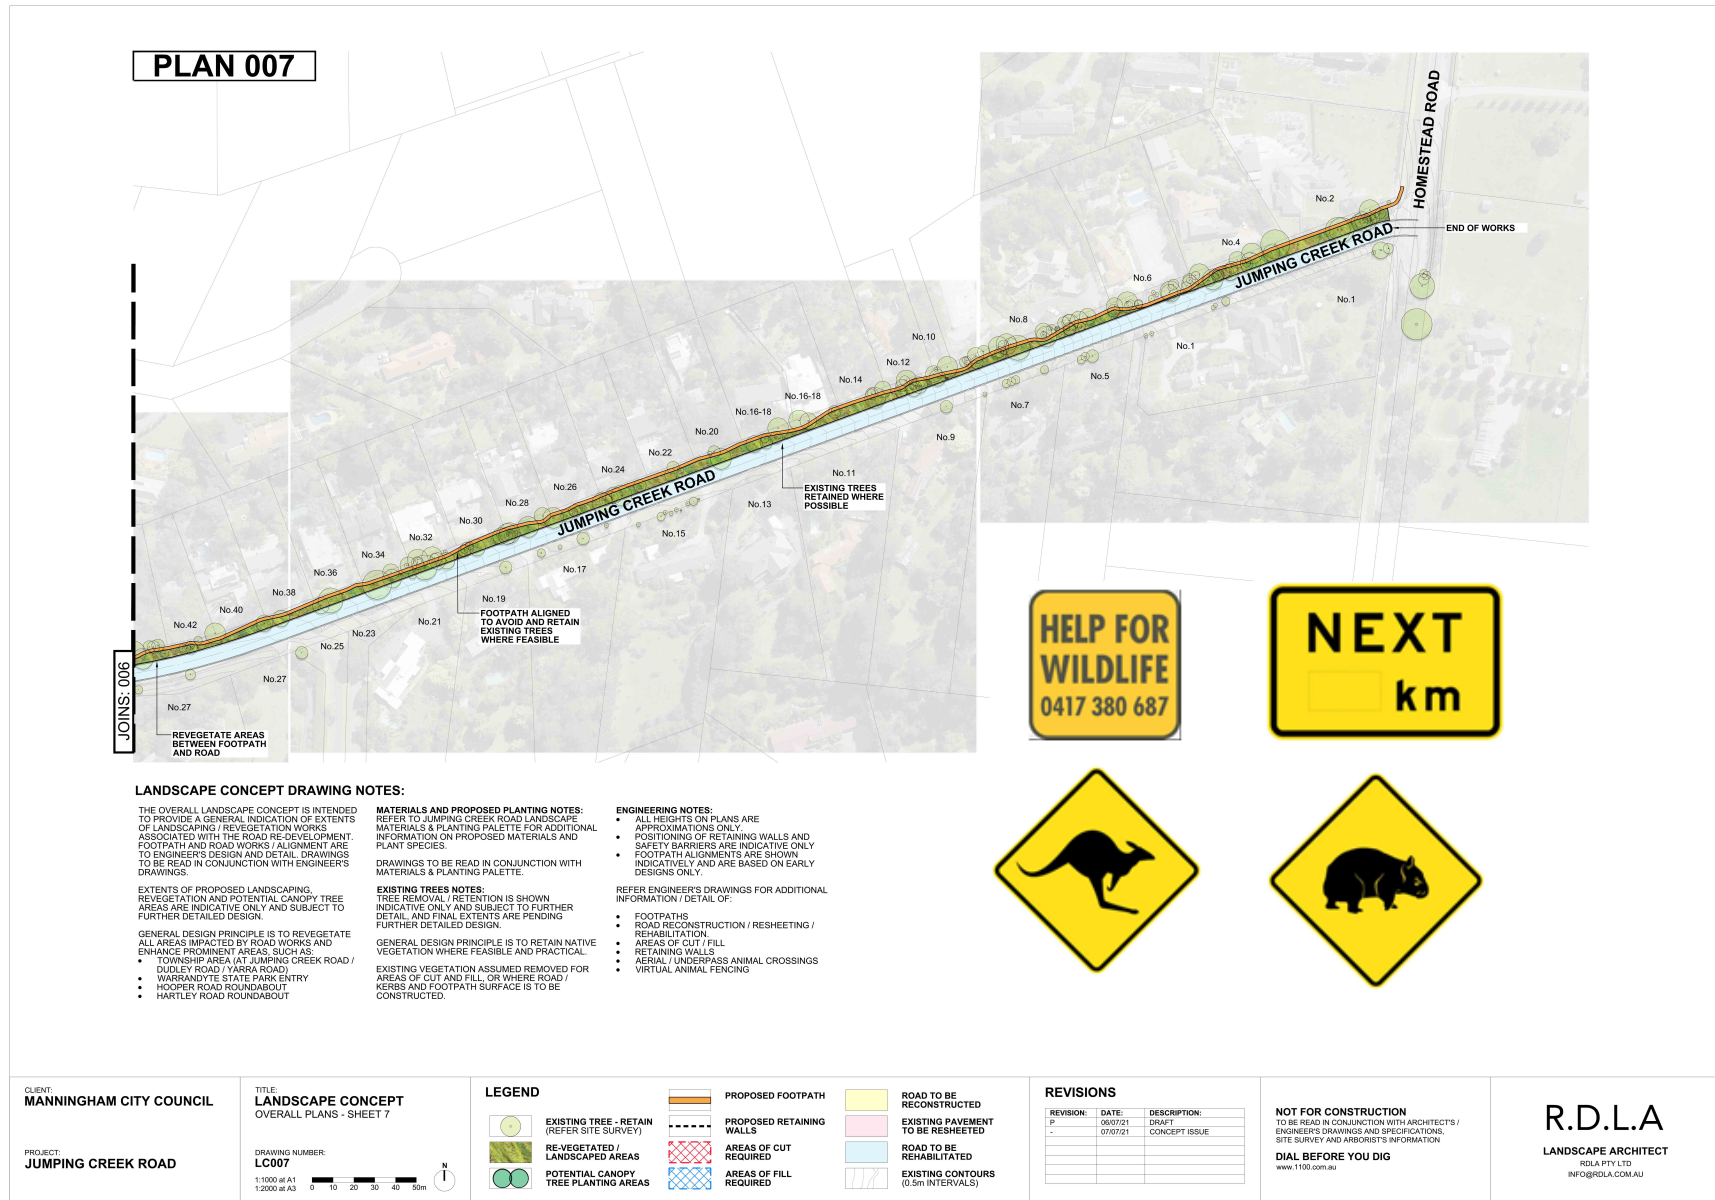 PLAN 007
HOMESTEAD ROAD
No.2
END OF WORKS
No.4
JUMPING CREEK ROAD
No.6
No.1
No.8
No.10
No.1
No.12
No.5
No.14
No.16-18
No.7
No.16-18
No.20
No.9
No.22
No.11
No.24
JUMPING CREEK ROAD
EXISTING TREES
RETAINED WHERE
POSSIBLE
No.26
No.13
No.28
No.30
No.15
No.32
No.34
No.17
No.36
No.38
No.19
FOOTPATH ALIGNED
TO AVOID AND RETAIN
EXISTING TREES
WHERE FEASIBLE
No.40
No.21
No.42
No.23
No.25
No.27
No.27
JOINS: 006
REVEGETATE AREAS
BETWEEN FOOTPATH
AND ROAD
HELP FOR
WILDLIFE
0417 380 687
NEXT
km
LANDSCAPE CONCEPT DRAWING NOTES:
THE OVERALL LANDSCAPE CONCEPT IS INTENDED
TO PROVIDE A GENERAL INDICATION OF EXTENTS
OF LANDSCAPING / REVEGETATION WORKS
ASSOCIATED WITH THE ROAD RE-DEVELOPMENT.
FOOTPATH AND ROAD WORKS / ALIGNMENT ARE
TO ENGINEER'S DESIGN AND DETAIL. DRAWINGS
TO BE READ IN CONJUNCTION WITH ENGINEER'S
DRAWINGS.
EXTENTS OF PROPOSED LANDSCAPING,
REVEGETATION AND POTENTIAL CANOPY TREE
AREAS ARE INDICATIVE ONLY AND SUBJECT TO
FURTHER DETAILED DESIGN.
GENERAL DESIGN PRINCIPLE IS TO REVEGETATE
ALL AREAS IMPACTED BY ROAD WORKS AND
ENHANCE PROMINENT AREAS, SUCH AS:
• TOWNSHIP AREA (AT JUMPING CREEK ROAD /
DUDLEY ROAD / YARRA ROAD)
• WARRANDYTE STATE PARK ENTRY
• HOOPER ROAD ROUNDABOUT
• HARTLEY ROAD ROUNDABOUT
MATERIALS AND PROPOSED PLANTING NOTES:
REFER TO JUMPING CREEK ROAD LANDSCAPE
MATERIALS & PLANTING PALETTE FOR ADDITIONAL
INFORMATION ON PROPOSED MATERIALS AND
PLANT SPECIES.
DRAWINGS TO BE READ IN CONJUNCTION WITH
MATERIALS & PLANTING PALETTE.
EXISTING TREES NOTES:
TREE REMOVAL / RETENTION IS SHOWN
INDICATIVE ONLY AND SUBJECT TO FURTHER
DETAIL, AND FINAL EXTENTS ARE PENDING
FURTHER DETAILED DESIGN.
GENERAL DESIGN PRINCIPLE IS TO RETAIN NATIVE
VEGETATION WHERE FEASIBLE AND PRACTICAL.
EXISTING VEGETATION ASSUMED REMOVED FOR
AREAS OF CUT AND FILL, OR WHERE ROAD /
KERBS AND FOOTPATH SURFACE IS TO BE
CONSTRUCTED.
ENGINEERING NOTES:
• ALL HEIGHTS ON PLANS ARE
APPROXIMATIONS ONLY.
• POSITIONING OF RETAINING WALLS AND
SAFETY BARRIERS ARE INDICATIVE ONLY
• FOOTPATH ALIGNMENTS ARE SHOWN
INDICATIVELY AND ARE BASED ON EARLY
DESIGNS ONLY.
REFER ENGINEER'S DRAWINGS FOR ADDITIONAL
INFORMATION / DETAIL OF:
• FOOTPATHS
• ROAD RECONSTRUCTION / RESHEETING /
REHABILITATION.
• AREAS OF CUT / FILL
• RETAINING WALLS
• AERIAL / UNDERPASS ANIMAL CROSSINGS
• VIRTUAL ANIMAL FENCING
CLIENT:
MANNINGHAM CITY COUNCIL
PROJECT:
JUMPING CREEK ROAD
TITLE:
LANDSCAPE CONCEPT
OVERALL PLANS - SHEET 7
DRAWING NUMBER:
LC007
1:1000 at A1
1:2000 at A3
0 10 20 30 40 50m
N
LEGEND
EXISTING TREE - RETAIN
(REFER SITE SURVEY)
RE-VEGETATED /
LANDSCAPED AREAS
POTENTIAL CANOPY
TREE PLANTING AREAS
PROPOSED FOOTPATH
PROPOSED RETAINING
WALLS
AREAS OF CUT
REQUIRED
AREAS OF FILL
REQUIRED
ROAD TO BE
RECONSTRUCTED
EXISTING PAVEMENT
TO BE RESHEETED
ROAD TO BE
REHABILITATED
EXISTING CONTOURS
(0.5m INTERVALS)
REVISIONS
REVISION: DATE: DESCRIPTION:
P 06/07/21 DRAFT
- 07/07/21 CONCEPT ISSUE
NOT FOR CONSTRUCTION
TO BE READ IN CONJUNCTION WITH ARCHITECT'S /
ENGINEER'S DRAWINGS AND SPECIFICATIONS,
SITE SURVEY AND ARBORIST'S INFORMATION
DIAL BEFORE YOU DIG
www.1100.com.au
R.D.L.A
LANDSCAPE ARCHITECT
RDLA PTY LTD
INFO@RDLA.COM.AU